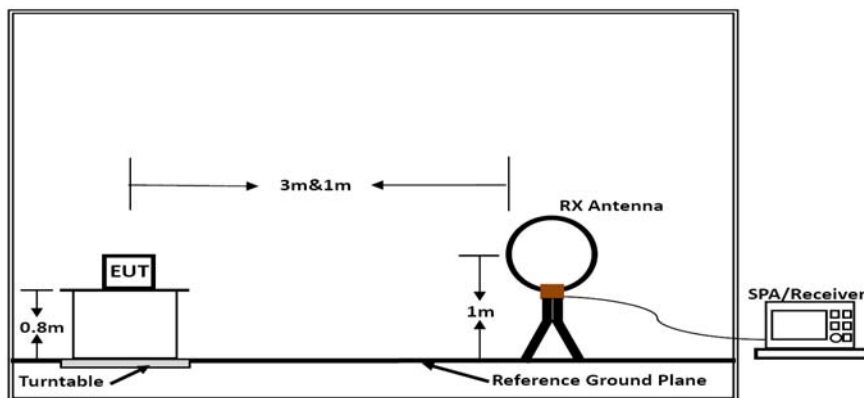 3m&1m
RX Antenna
EUT
SPA/Receiver
0.8m
1m
Turntable
Reference Ground Plane